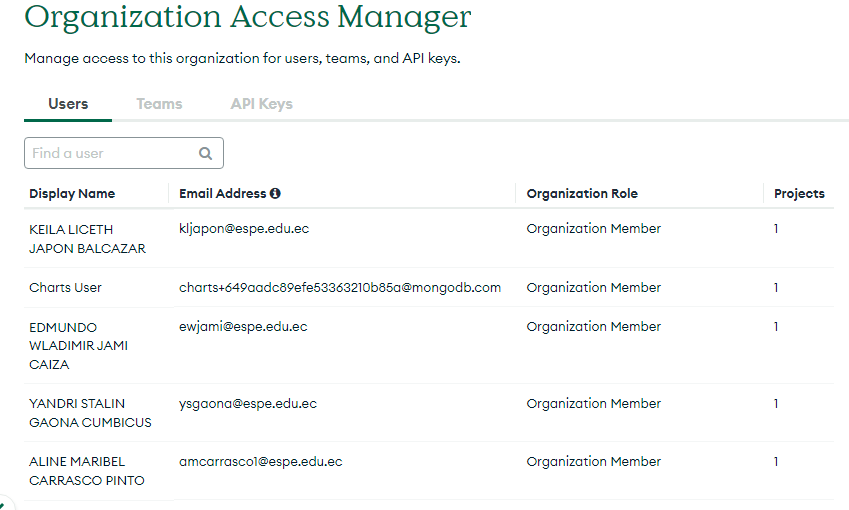 Organization Access Manager
Manage access to this organization for users, teams, and API keys.
Users Teams API Keys
Find a user
Display Name Email Address Organization Role Projects
KEILA LICETH kljapon@espe.edu.ec Organization Member 1
JAPON BALCAZAR
Charts User charts+649aadc89efe53363210b85a@mongodb.com Organization Member 1
EDMUNDO ewjami@espe.edu.ec Organization Member 1
WLADIMIR JAMI
CAIZA
YANDRI STALIN ysgaona@espe.edu.ec Organization Member 1
GAONA CUMBICUS
ALINE MARIBEL amcarrasco1@espe.edu.ec Organization Member 1
CARRASCO PINTO